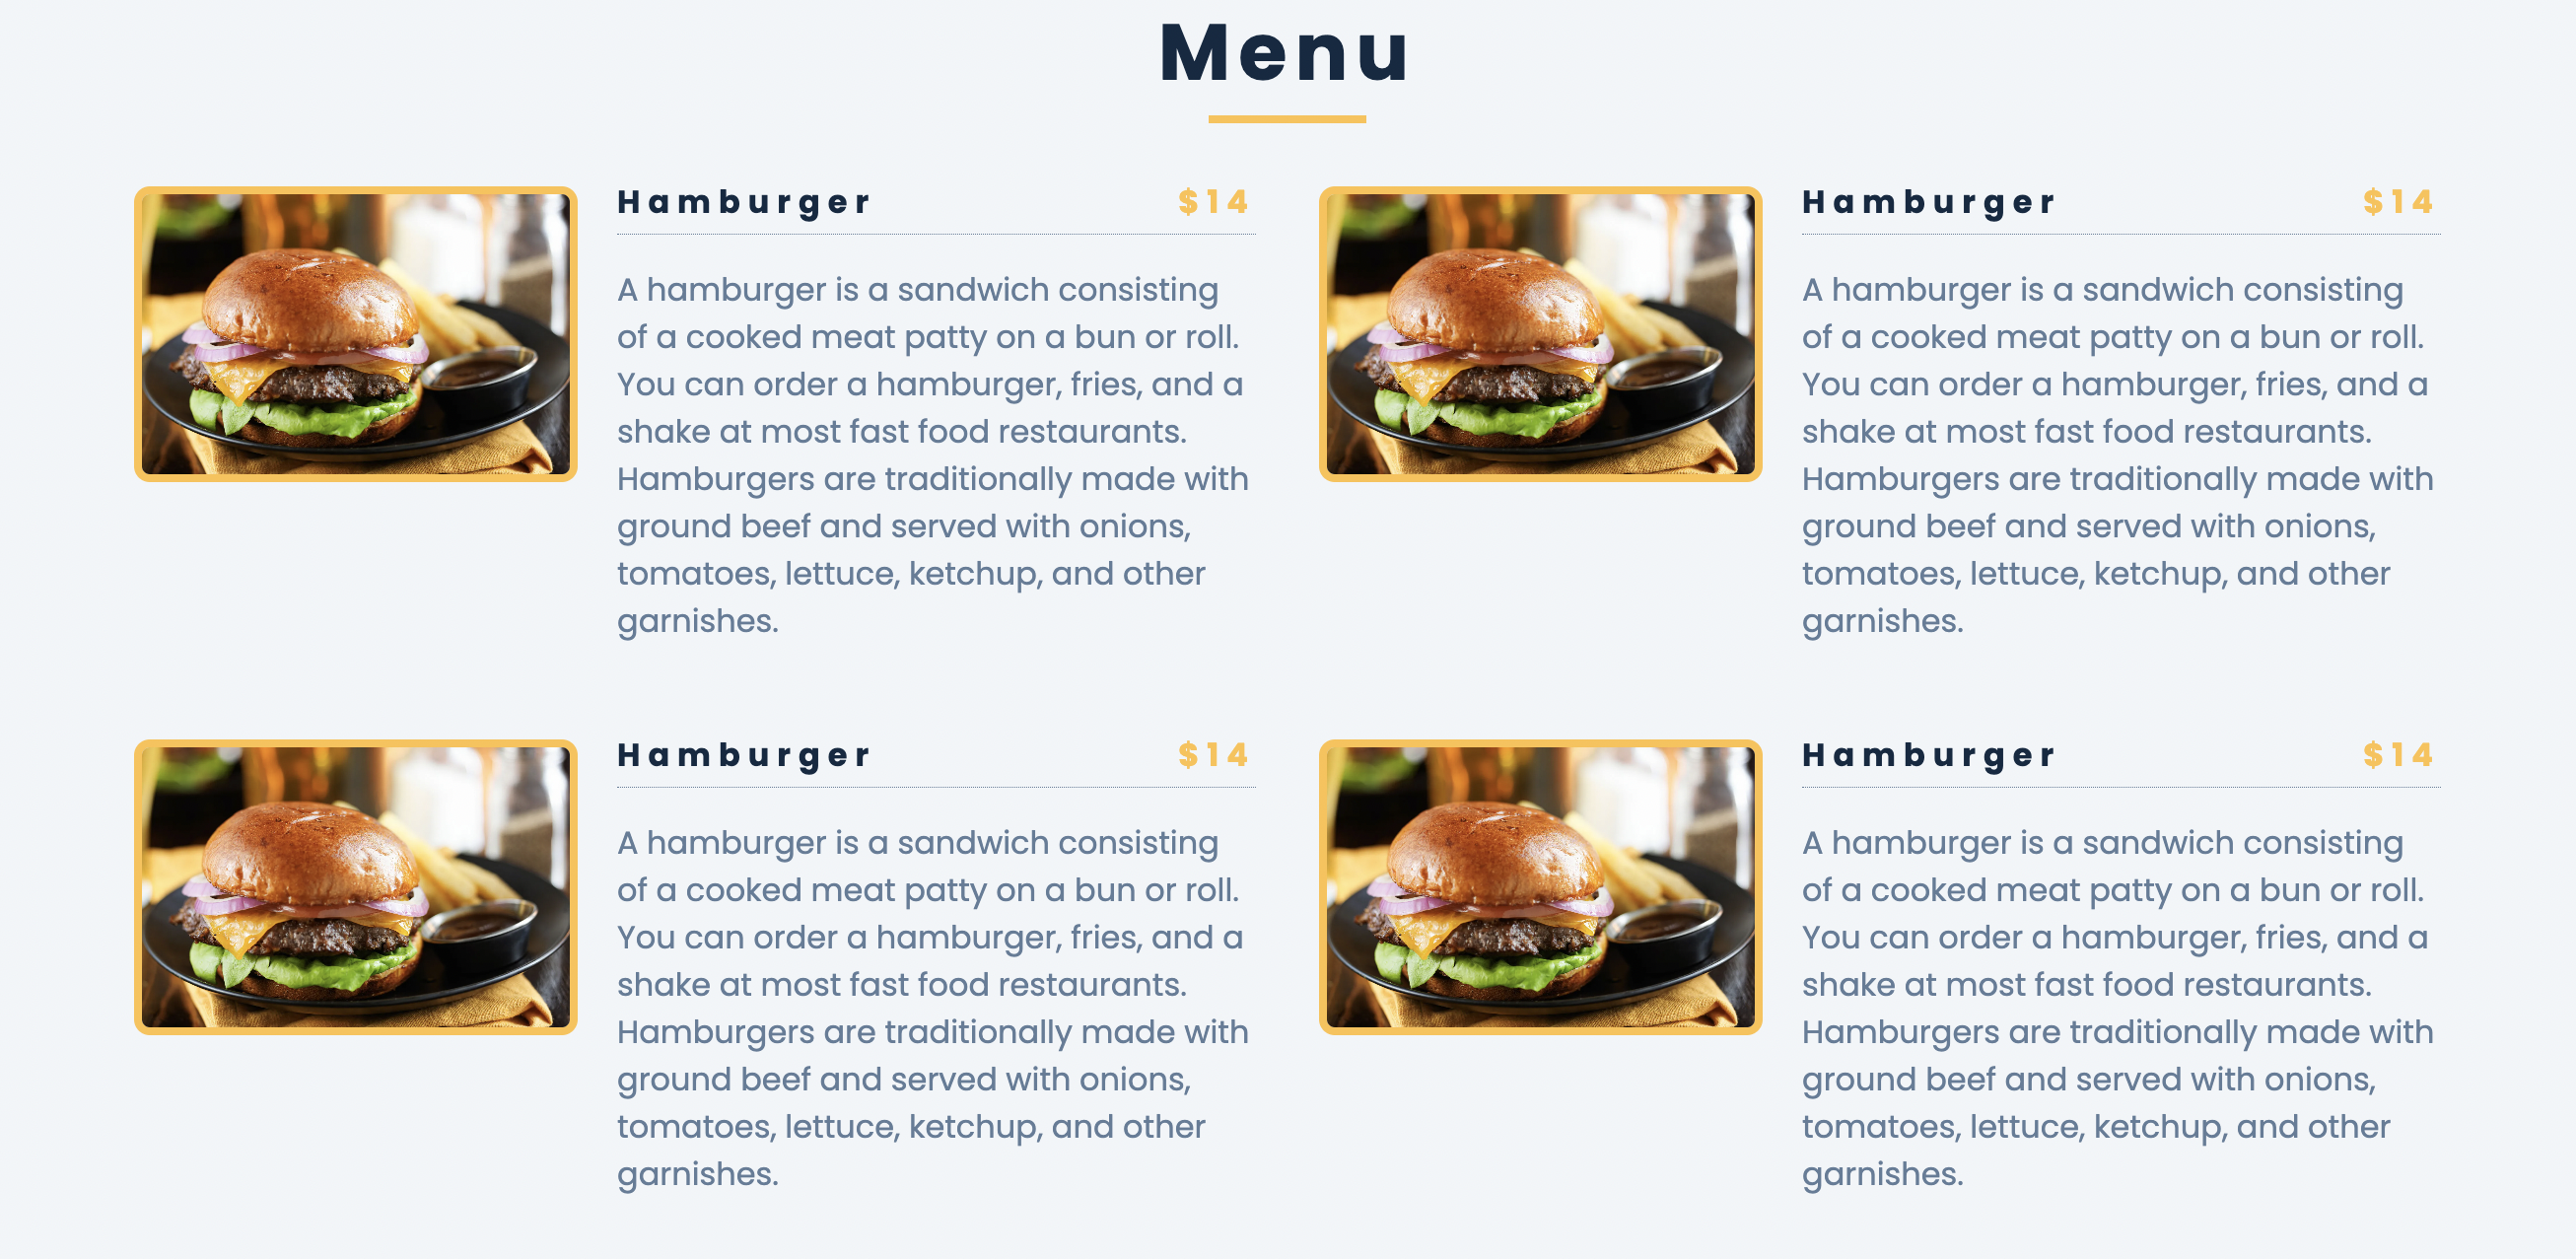 Menu
Hamburger $14
A hamburger is a sandwich consisting
of a cooked meat patty on a bun or roll.
You can order a hamburger, fries, and a
shake at most fast food restaurants.
Hamburgers are traditionally made with
ground beef and served with onions,
tomatoes, lettuce, ketchup, and other
garnishes.
Hamburger $14
A hamburger is a sandwich consisting
of a cooked meat patty on a bun or roll.
You can order a hamburger, fries, and a
shake at most fast food restaurants.
Hamburgers are traditionally made with
ground beef and served with onions,
tomatoes, lettuce, ketchup, and other
garnishes.
Hamburger $14
A hamburger is a sandwich consisting
of a cooked meat patty on a bun or roll.
You can order a hamburger, fries, and a
shake at most fast food restaurants.
Hamburgers are traditionally made with
ground beef and served with onions,
tomatoes, lettuce, ketchup, and other
garnishes.
Hamburger $14
A hamburger is a sandwich consisting
of a cooked meat patty on a bun or roll.
You can order a hamburger, fries, and a
shake at most fast food restaurants.
Hamburgers are traditionally made with
ground beef and served with onions,
tomatoes, lettuce, ketchup, and other
garnishes.